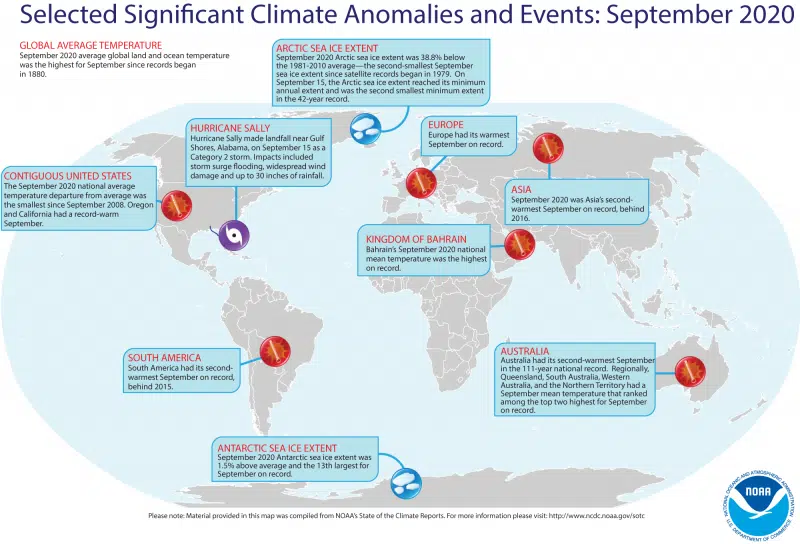 Selected Significant Climate Anomalies and Events: September 2020
GLOBAL AVERAGE TEMPERATURE
September 2020 average global land and ocean temperature
was the highest for September since records began
in 1880.
ARCTIC SEA ICE EXTENT
September 2020 Arctic sea ice extent was 38.8% below
the 1981-2010 average—the second-smallest September
sea ice extent since satellite records began in 1979. On
September 15, the Arctic sea ice extent reached its minimum
annual extent and was the second smallest minimum extent
in the 42-year record.
HURRICANE SALLY
Hurricane Sally made landfall near Gulf
Shores, Alabama, on September 15 as a
Category 2 storm. Impacts included
storm surge flooding, widespread wind
damage and up to 30 inches of rainfall.
EUROPE
Europe had its warmest
September on record.
CONTIGUOUS UNITED STATES
The September 2020 national average
temperature departure from average was
the smallest since September 2008. Oregon
and California had a record-warm
September.
ASIA
September 2020 was Asia's second-
warmest September on record, behind
2016.
KINGDOM OF BAHRAIN
Bahrain's September 2020 national
mean temperature was the highest
on record.
SOUTH AMERICA
South America had its second-
warmest September on record,
behind 2015.
AUSTRALIA
Australia had its second-warmest September
in the 111-year national record. Regionally,
Queensland, South Australia, Western
Australia, and the Northern Territory had a
September mean temperature that ranked
among the top two highest for September
on record.
ANTARCTIC SEA ICE EXTENT
September 2020 Antarctic sea ice extent was
1.5% above average and the 13th largest for
September on record.
Please note: Material provided in this map was compiled from NOAA's State of the Climate Reports. For more information please visit: http://www.ncdc.noaa.gov/sotc
NATIONAL OCEANIC AND ATMOSPHERIC ADMINISTRATION
NOAA
U.S. DEPARTMENT OF COMMERCE